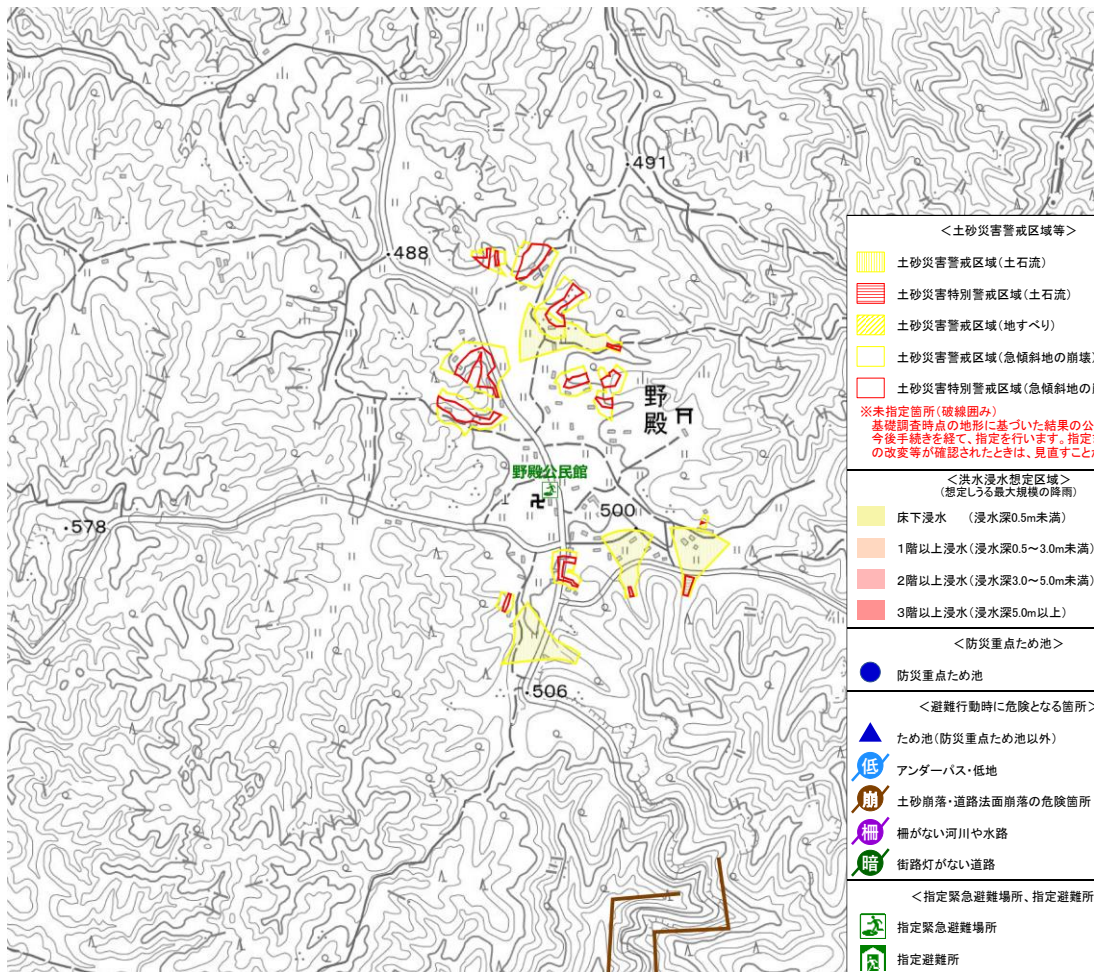 491
488
野殿
野殿公民館
卍
500
578
506
550
＜土砂災害警戒区域等＞
土砂災害警戒区域(土石流)
土砂災害特別警戒区域(土石流)
土砂災害警戒区域(地すべり)
土砂災害警戒区域(急傾斜地の崩壊)
土砂災害特別警戒区域(急傾斜地の
※未指定箇所(破線囲み)
基礎調査時点の地形に基づいた結果の公
今後手続きを経て、指定を行います。指定
の改変等が確認されたときは、見直すことが
＜洪水浸水想定区域＞
(想定しうる最大規模の降雨)
床下浸水　(浸水深0.5m未満)
1階以上浸水(浸水深0.5～3.0m未満)
2階以上浸水(浸水深3.0～5.0m未満)
3階以上浸水(浸水深5.0m以上)
＜防災重点ため池＞
防災重点ため池
＜避難行動時に危険となる箇所＞
ため池(防災重点ため池以外)
低 アンダーパス・低地
崩 土砂崩落・道路法面崩落の危険箇所
柵 柵がない河川や水路
暗 街路灯がない道路
＜指定緊急避難場所、指定避難所
指定緊急避難場所
指定避難所